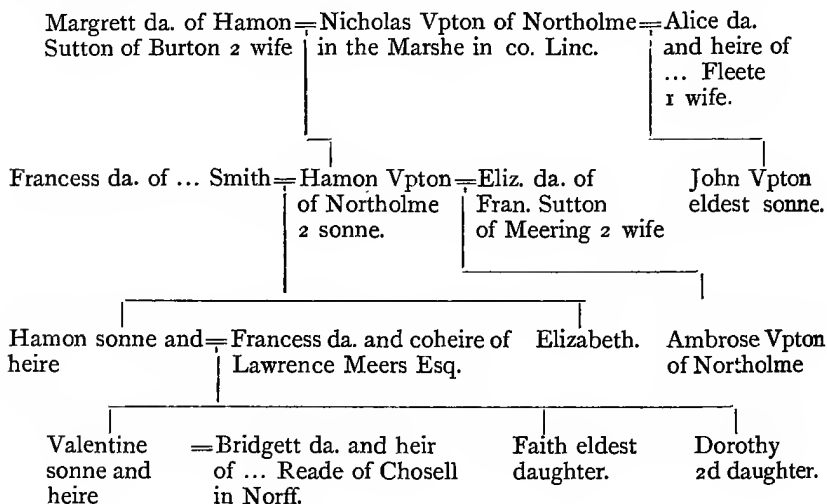 Margrett da. of Hamon = Nicholas Vpton of Northolme = Alice da.
Sutton of Burton 2 wife in the Marshe in co. Linc. and heire of
... Fleete
1 wife.
Francess da. of ... Smith = Hamon Vpton = Eliz. da. of John Vpton
of Northolme Fran. Sutton eldest sonne.
2 sonne. of Meering 2 wife
Hamon sonne and = Francess da. and coheire of Elizabeth. Ambrose Vpton
heire Lawrence Meers Esq. of Northolme
Valentine = Bridgett da. and heir Faith eldest Dorothy
sonne and of ... Reade of Chosell daughter. 2d daughter.
heire in Norff.